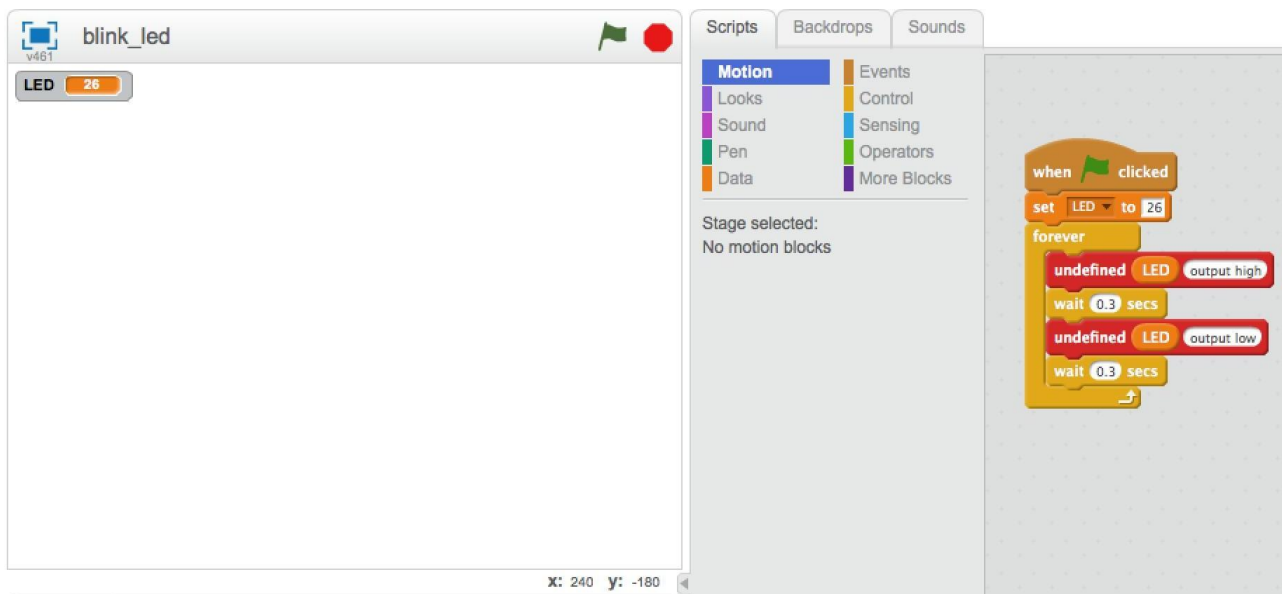 blink_led
v461
LED 26
x: 240 y: -180
Scripts Backdrops Sounds
Motion
Looks
Sound
Pen
Data
Events
Control
Sensing
Operators
More Blocks
Stage selected:
No motion blocks
when clicked
set LED to 26
forever
undefined LED output high
wait 0.3 secs
undefined LED output low
wait 0.3 secs